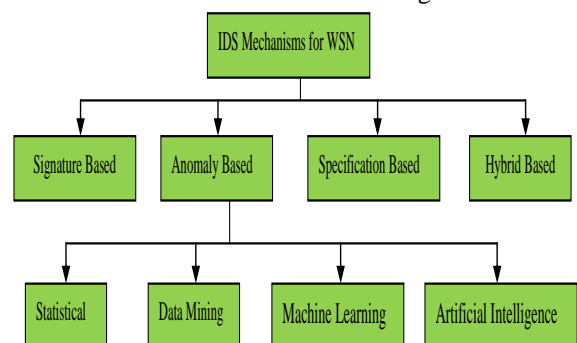 IDS Mechanisms for WSN
Signature Based
Anomaly Based
Specification Based
Hybrid Based
Statistical
Data Mining
Machine Learning
Artificial Intelligence